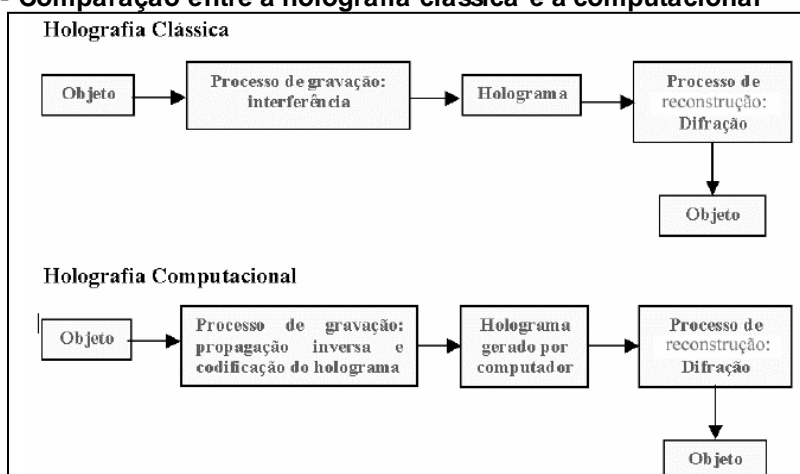 - Comparação entre a holografia clássica e a computacional
Holografia Clássica
Objeto
Processo de gravação:
interferência
Holograma
Processo de
reconstrução:
Difração
Objeto
Holografia Computacional
Objeto
Processo de gravação:
propagação inversa e
codificação do holograma
Holograma
gerado por
computador
Processo de
reconstrução:
Difração
Objeto